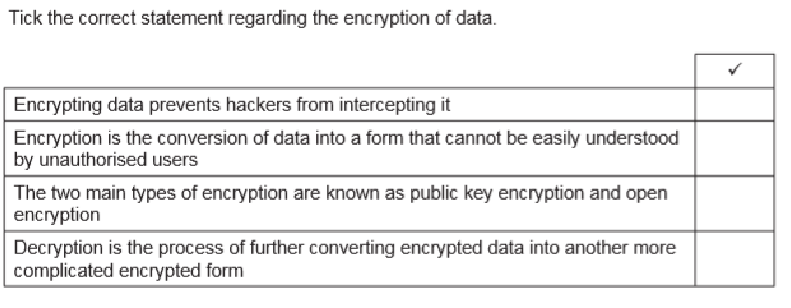 Tick the correct statement regarding the encryption of data.
✓
Encrypting data prevents hackers from intercepting it
Encryption is the conversion of data into a form that cannot be easily understood
by unauthorised users
The two main types of encryption are known as public key encryption and open
encryption
Decryption is the process of further converting encrypted data into another more
complicated encrypted form